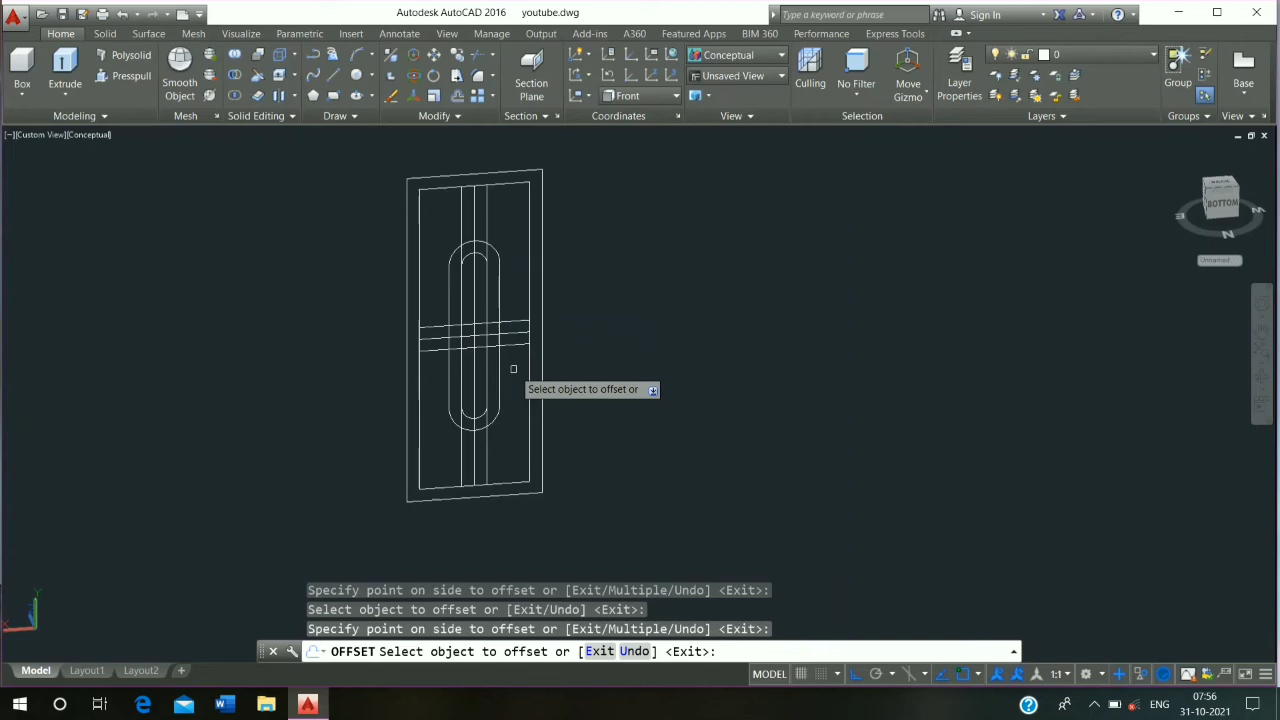 Autodesk AutoCAD 2016 youtube.dwg
Type a keyword or phrase
Sign In
Home Solid Surface Mesh Visualize Parametric Insert Annotate View Manage Output Add-ins A360 Featured Apps BIM 360 Performance Express Tools
Polysolid
Presspull
Box
Extrude
Smooth
Object
Section
Plane
Conceptual
Unsaved View
Front
Culling
No Filter
Move
Gizmo
Layer
Properties
0
Group
Base
Modeling Mesh Solid Editing Draw Modify Section Coordinates View Selection Layers Groups View
[−][Custom View][Conceptual]
BOTTOM
N
Unnamed
Select object to offset or
Specify point on side to offset or [Exit/Multiple/Undo] <Exit>:
Select object to offset or [Exit/Undo] <Exit>:
Specify point on side to offset or [Exit/Multiple/Undo] <Exit>:
OFFSET Select object to offset or [Exit Undo] <Exit>:
Model Layout1 Layout2 +
MODEL
1:1
ENG
07:56
31-10-2021